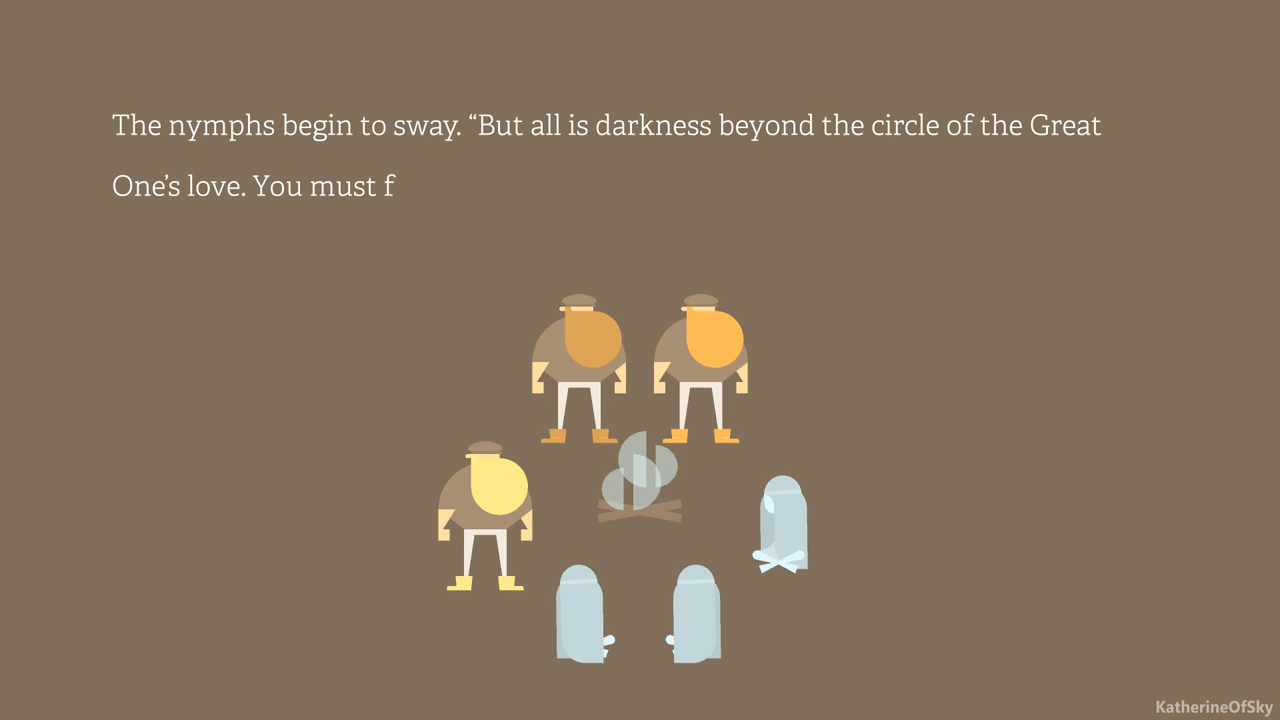 The nymphs begin to sway. “But all is darkness beyond the circle of the Great
One’s love. You must f
KatherineOfSky